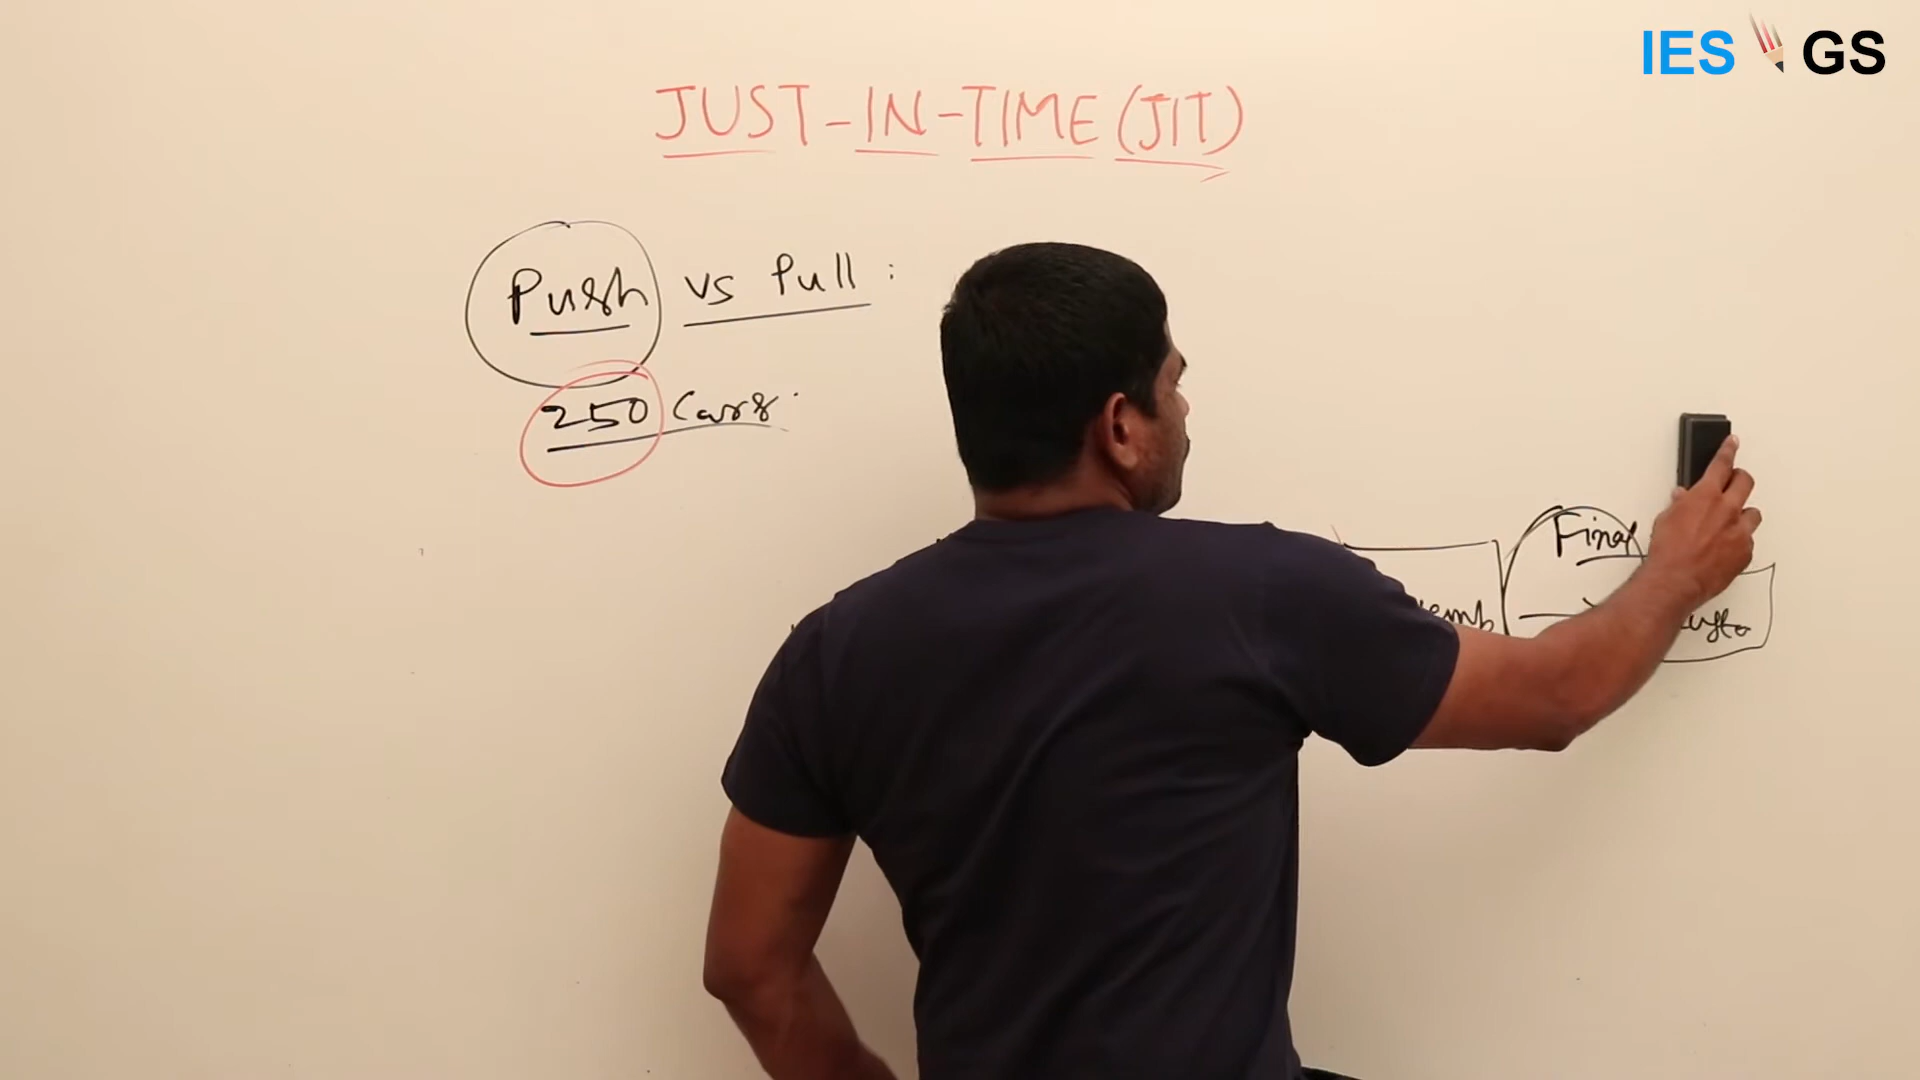 IES GS
JUST-IN-TIME (JIT)
Push vs Pull :
250 Cars
Final